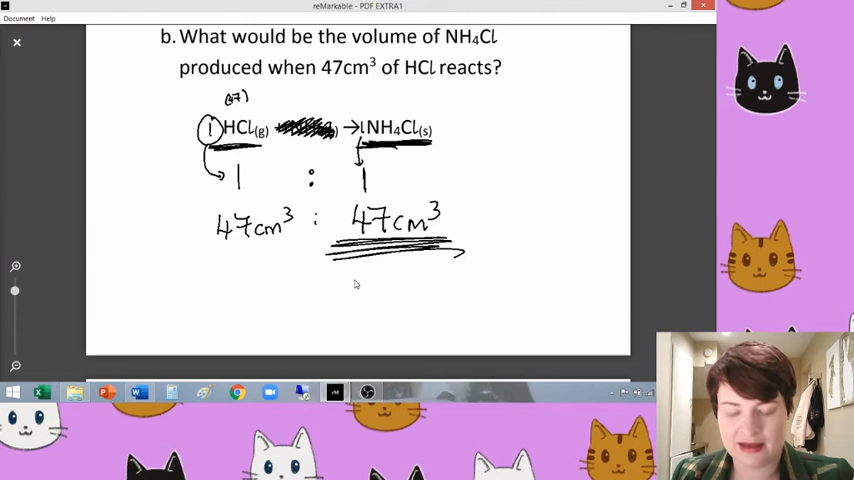 reMarkable - PDF EXTRA1
Document Help
b. What would be the volume of NH₄Cl
produced when 47cm³ of HCl reacts?
1 HCl(g) → 1NH₄Cl(s)
1 : 1
47cm³ : 47cm³